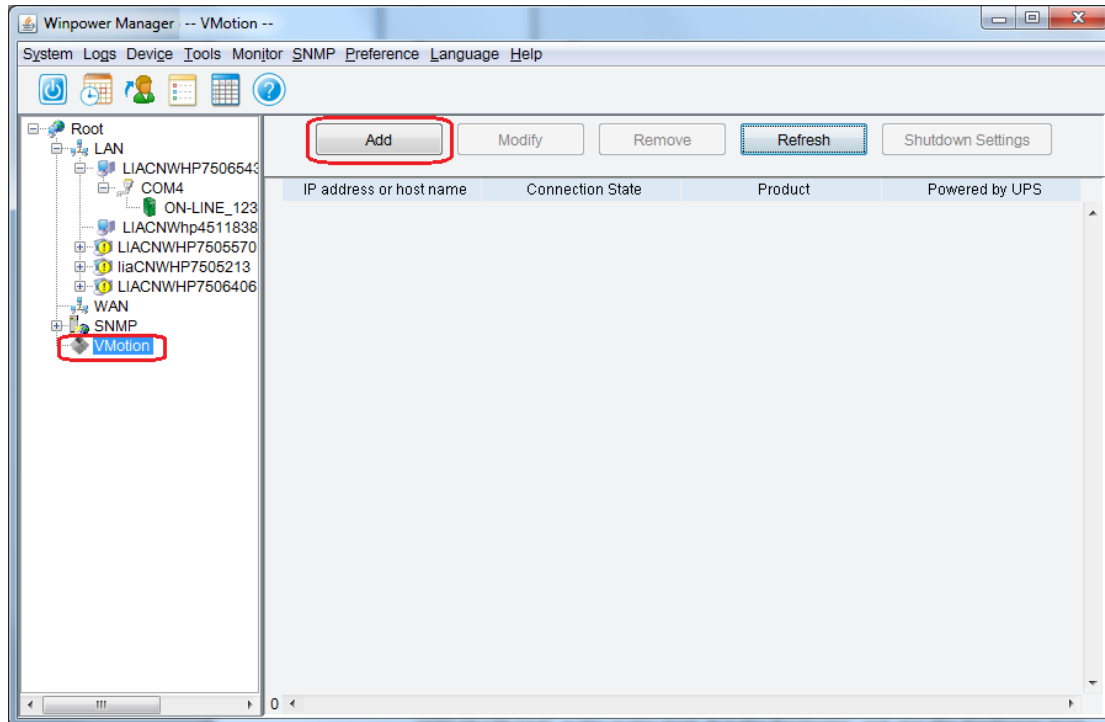 Winpower Manager -- VMotion --
System Logs Device Tools Monitor SNMP Preference Language Help
Add Modify Remove Refresh Shutdown Settings
IP address or host name Connection State Product Powered by UPS
Root
LAN
LIACNWHP7506543
COM4
ON-LINE_123
LIACNWhp4511838
LIACNWHP7505570
liaCNWHP7505213
LIACNWHP7506406
WAN
SNMP
VMotion
0